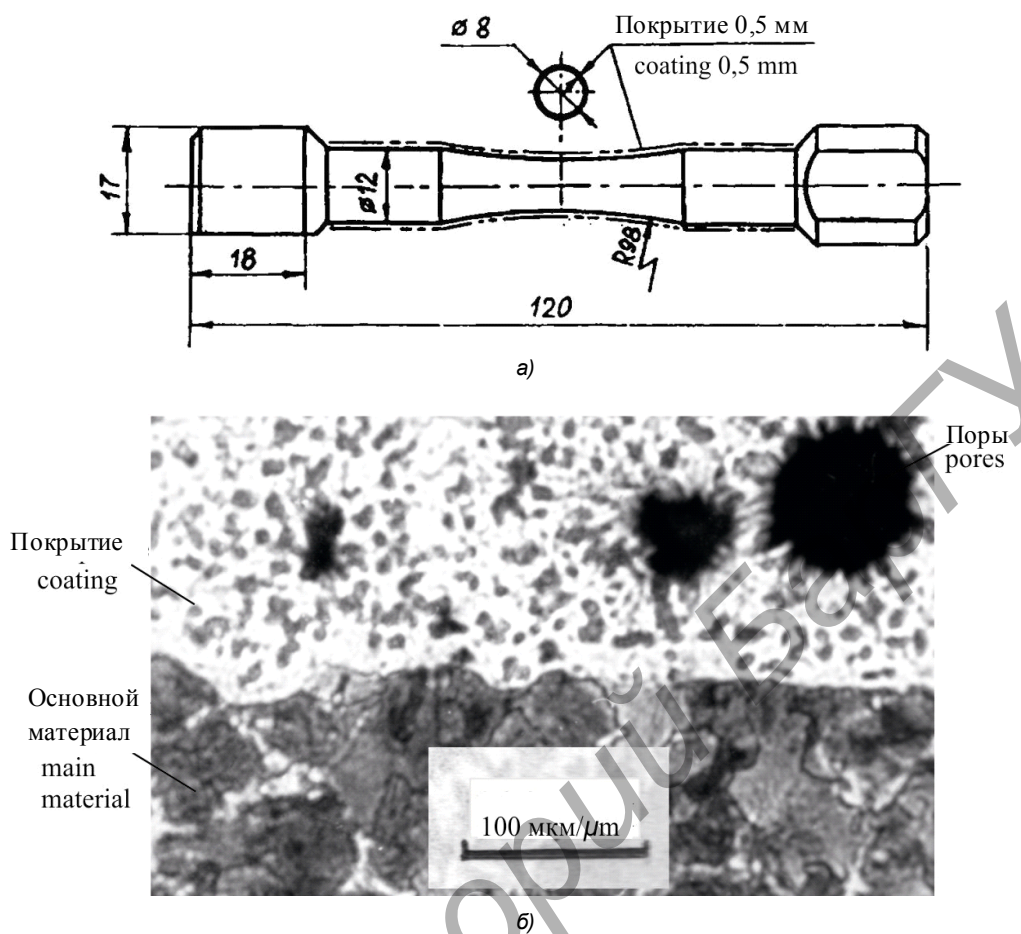 ø 8
Покрытие 0,5 мм
coating 0,5 mm
17
ø12
R98
18
120
а)
Поры
pores
Покрытие
coating
Основной
материал
main
material
100 мкм/µm
б)